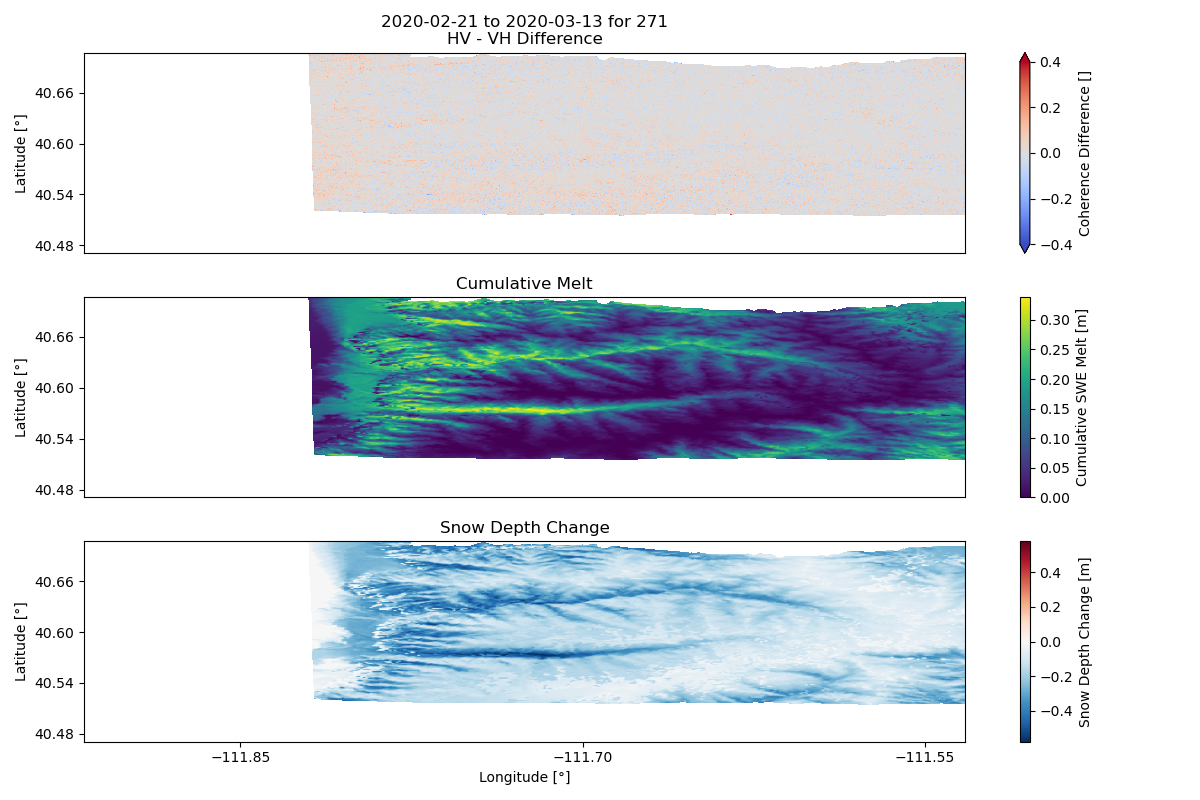 2020-02-21 to 2020-03-13 for 271
HV - VH Difference
40.66
40.60
40.54
40.48
Latitude [°]
0.4
0.2
0.0
−0.2
−0.4
Coherence Difference []
Cumulative Melt
40.66
40.60
40.54
40.48
Latitude [°]
0.30
0.25
0.20
0.15
0.10
0.05
0.00
Cumulative SWE Melt [m]
Snow Depth Change
40.66
40.60
40.54
40.48
Latitude [°]
0.4
0.2
0.0
−0.2
−0.4
Snow Depth Change [m]
−111.85
−111.70
−111.55
Longitude [°]